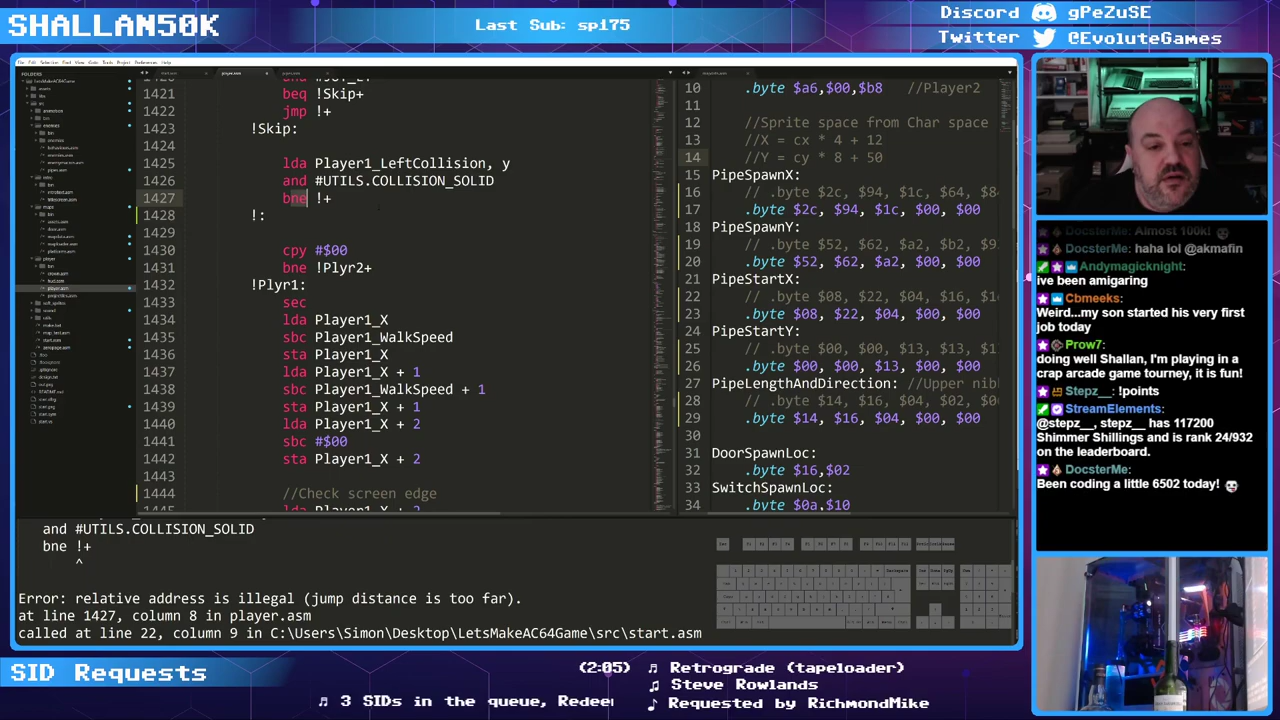 SHALLAN50K
Last Sub: spi75
Discord gPeZuSE
Twitter @EvoluteGames
1421 beq !Skip+
1422 jmp !+
1423 !Skip:
1424
1425 lda Player1_LeftCollision, y
1426 and #UTILS.COLLISION_SOLID
1427 bne !+
1428 !:
1429
1430 cpy #$00
1431 bne !Plyr2+
1432 !Plyr1:
1433 sec
1434 lda Player1_X
1435 sbc Player1_WalkSpeed
1436 sta Player1_X
1437 lda Player1_X + 1
1438 sbc Player1_WalkSpeed + 1
1439 sta Player1_X + 1
1440 lda Player1_X + 2
1441 sbc #$00
1442 sta Player1_X + 2
1443
1444 //Check screen edge
10 .byte $a6,$00,$b8 //Player2
11
12 //Sprite space from Char space
13 //X = cx * 4 + 12
14 = cy * 8 + 50
15 PipeSpawnX:
16 // .byte $2c, $94, $1c, $64, $8
17 .byte $2c, $94, $1c, $00, $00
18 PipeSpawnY:
19 // .byte $52, $62, $a2, $b2, $9
20 .byte $52, $62, $a2, $00, $00
21 PipeStartX:
22 // .byte $08, $22, $04, $16, $1
23 .byte $08, $22, $04, $00, $00
24 PipeStartY:
25 // .byte $00, $00, $13, $13, $1
26 .byte $00, $00, $13, $00, $00
27 PipeLengthAndDirection:
28 // .byte $14, $16, $04, $02, $0
29 .byte $14, $16, $04, $00, $00
30
31 DoorSpawnLoc:
32 .byte $16,$02
33 SwitchSpawnLoc:
34 .byte $0a,$10
and #UTILS.COLLISION_SOLID
bne !+
^
Error: relative address is illegal (jump distance is too far).
at line 1427, column 8 in player.asm
called at line 22, column 9 in C:\Users\Simon\Desktop\LetsMakeAC64Game\src\start.asm
DocsterMe: Almost 100k!
DocsterMe: haha lol @akmafin
Andymagicknight:
ive been amigaring
Cbmeeks:
Weird...my son started his very first
job today
Prow7:
doing well Shallan, I'm playing in a
crap arcade game tourney, it is fun!
Stepz__: !points
StreamElements:
@stepz__, stepz__ has 117200
Shimmer Shillings and is rank 24/932
on the leaderboard.
DocsterMe:
Been coding a little 6502 today!
SID Requests
(2:05) Retrograde (tapeloader)
Steve Rowlands
Requested by RichmondMike
3 SIDs in the queue, Redee